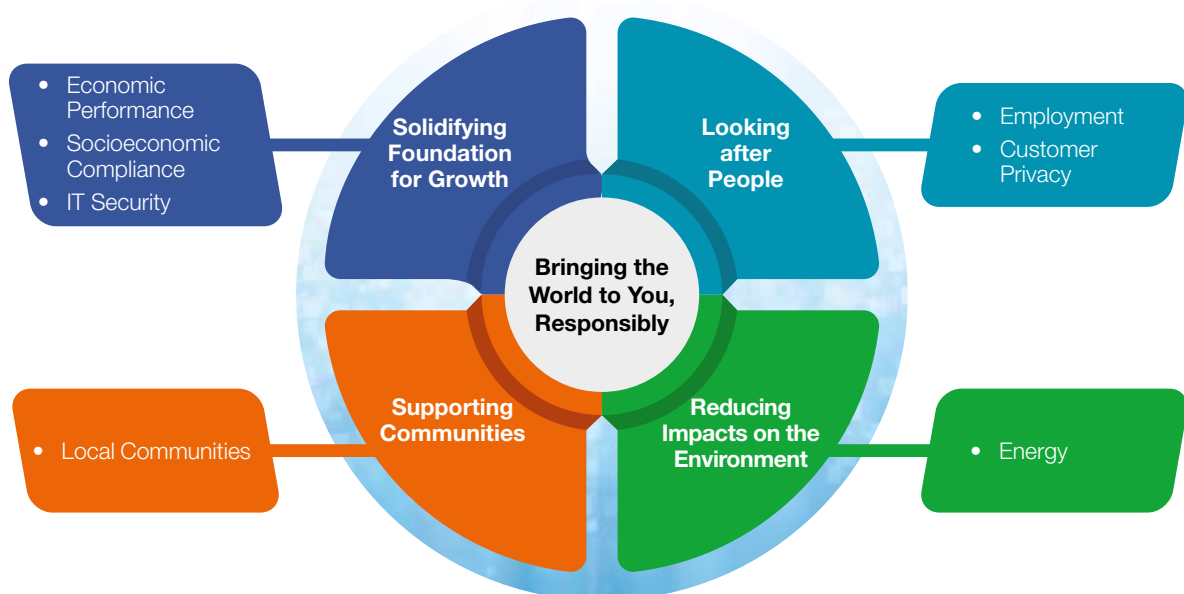 • Economic
Performance
• Socioeconomic
Compliance
• IT Security
Solidifying
Foundation
for Growth
Looking
after
People
• Employment
• Customer
Privacy
Bringing the
World to You,
Responsibly
• Local Communities
Supporting
Communities
Reducing
Impacts on the
Environment
• Energy